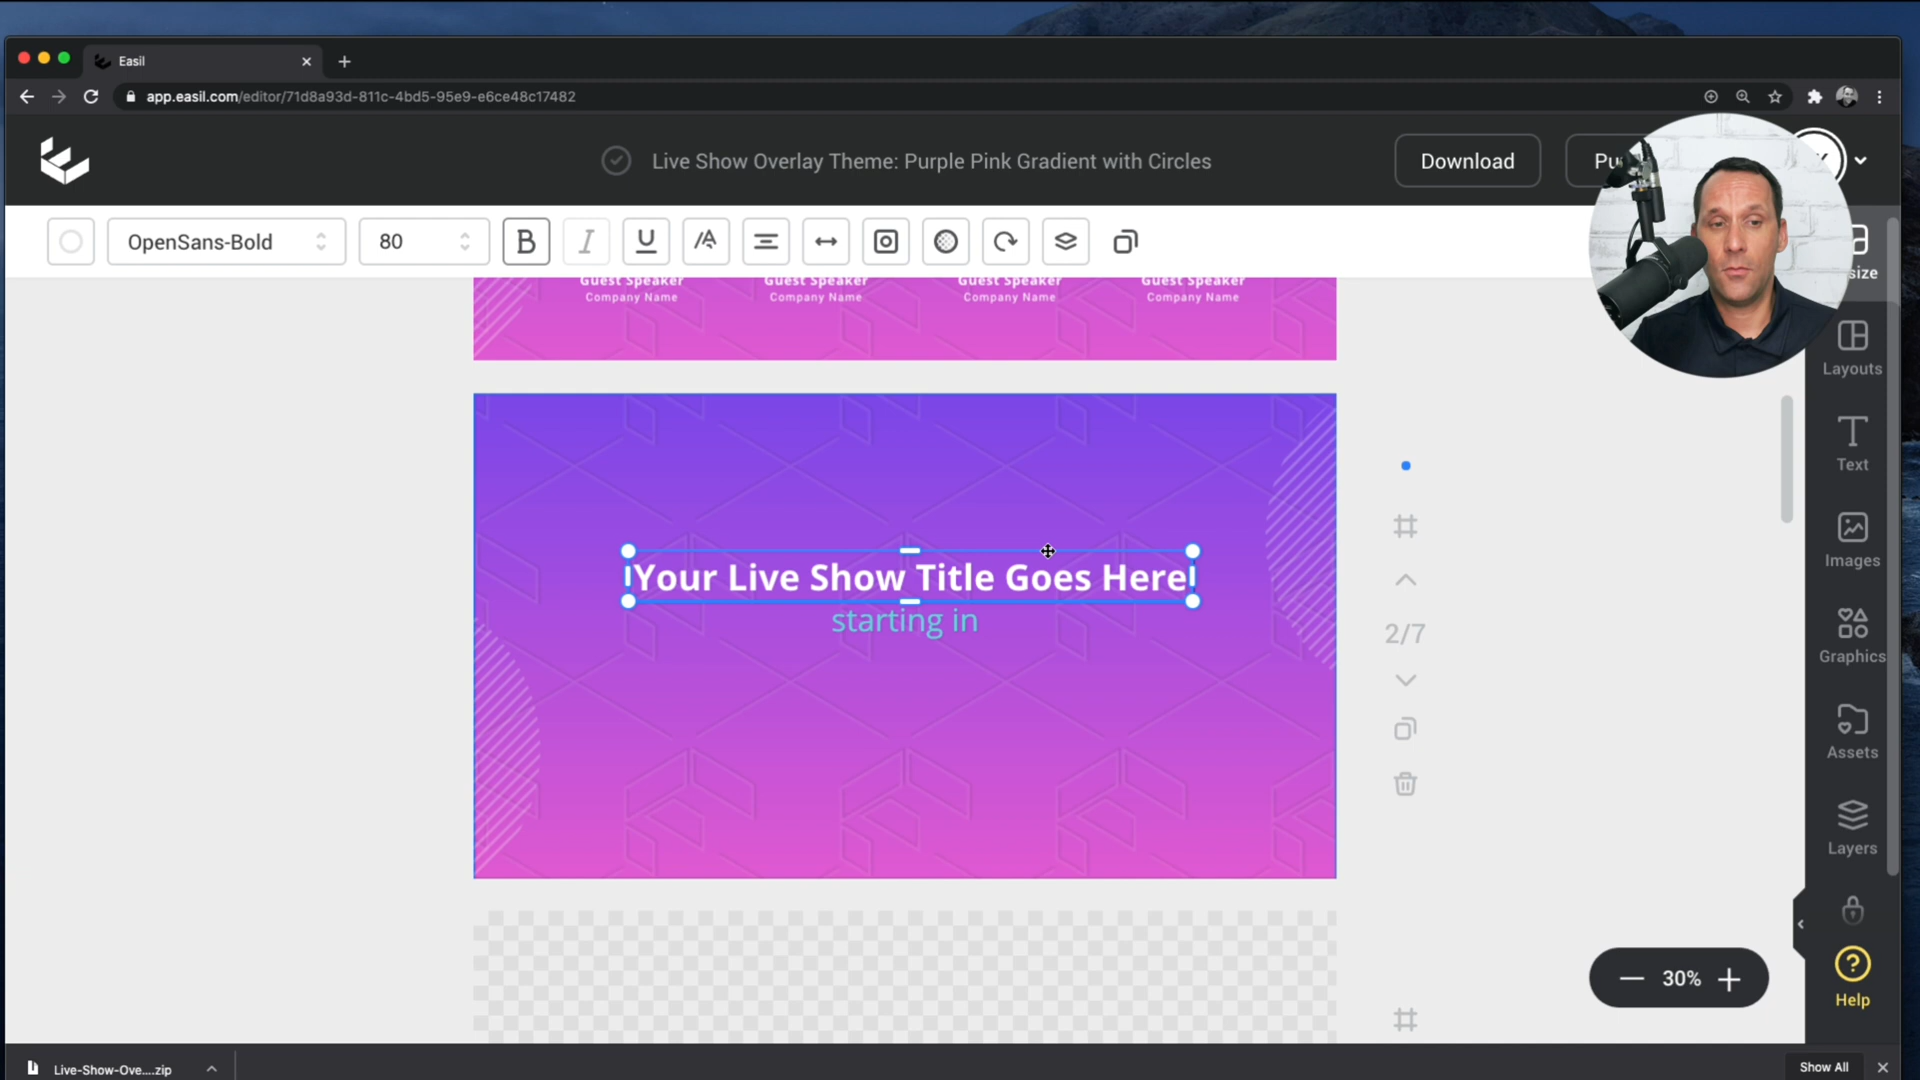 Easil
app.easil.com/editor/71d8a93d-811c-4bd5-95e9-e6ce48c17482
Live Show Overlay Theme: Purple Pink Gradient with Circles
Download
OpenSans-Bold
80
B
I
U
Guest Speaker Guest Speaker Guest Speaker Guest Speaker
Company Name Company Name Company Name Company Name
Layouts
Text
Your Live Show Title Goes Here
starting in
2/7
Images
Graphics
Assets
Layers
30%
Help
Live-Show-Ove....zip
Show All